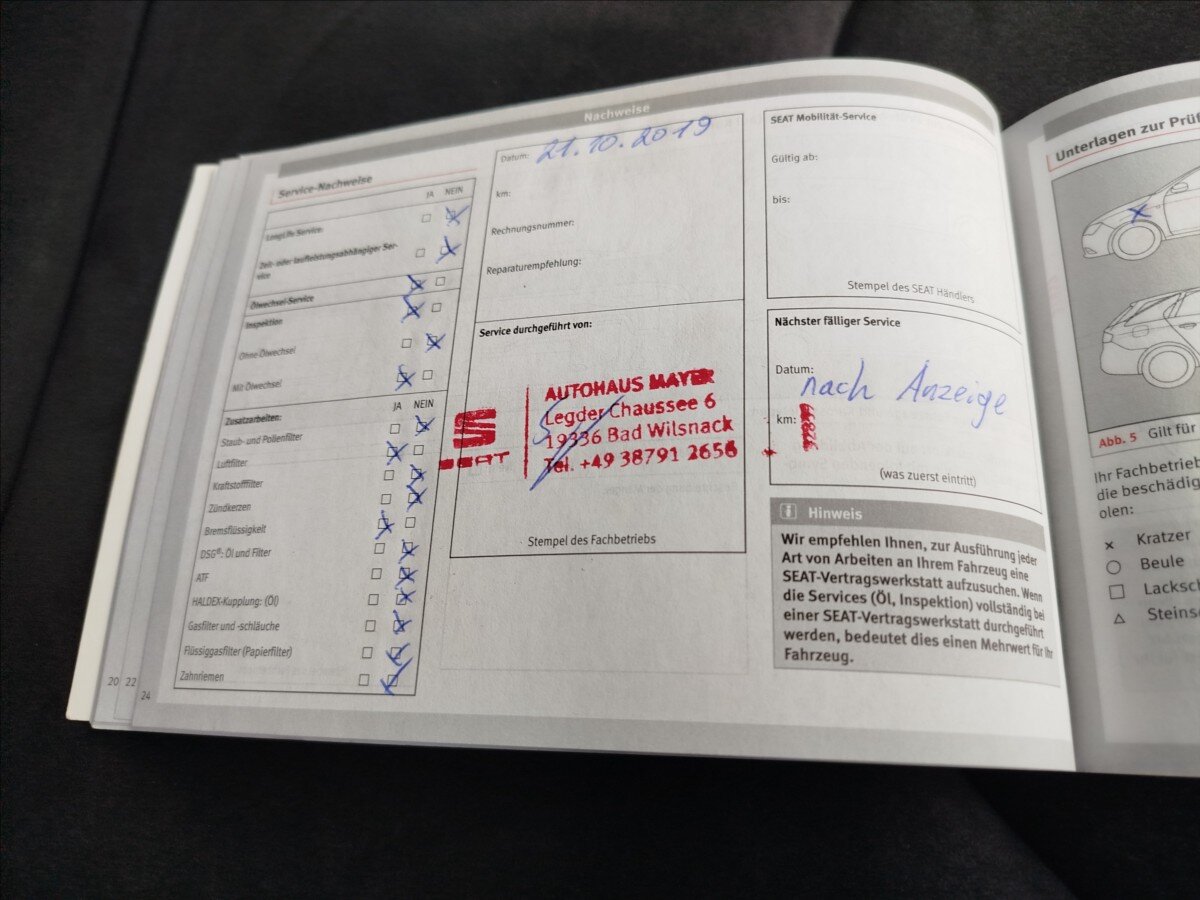 Nachweise
Service-Nachweise
JA NEIN
LongLife Service:
Zeit- oder laufleistungsabhängiger Ser-
vice
Ölwechsel-Service
Inspektion
Ohne Ölwechsel
Mit Ölwechsel
Zusatzarbeiten:
JA NEIN
Staub- und Pollenfilter
Luftfilter
Kraftstofffilter
Zündkerzen
Bremsflüssigkeit
DSG®: Öl und Filter
ATF
HALDEX-Kupplung: (Öl)
Gasfilter und -schläuche
Flüssiggasfilter (Papierfilter)
Zahnriemen
20 22
24
Datum: 21.10.2019
km:
Rechnungsnummer:
Reparaturempfehlung:
Service durchgeführt von:
SEAT
AUTOHAUS MAYER
Legder Chaussee 6
19336 Bad Wilsnack
Tel. +49 38791 2656
Stempel des Fachbetriebs
SEAT Mobilität-Service
Gültig ab:
bis:
Stempel des SEAT Händlers
Nächster fälliger Service
Datum: nach Anzeige
km:
(was zuerst eintritt)
i Hinweis
Wir empfehlen Ihnen, zur Ausführung jeder
Art von Arbeiten an Ihrem Fahrzeug eine
SEAT-Vertragswerkstatt aufzusuchen. Wenn
die Services (Öl, Inspektion) vollständig bei
einer SEAT-Vertragswerkstatt durchgeführt
werden, bedeutet dies einen Mehrwert für Ihr
Fahrzeug.
Unterlagen zur Prüf
Abb. 5 Gilt für
Ihr Fachbetrieb
die beschädig
olen:
Kratzer
Beule
Lacksch
Steinsc